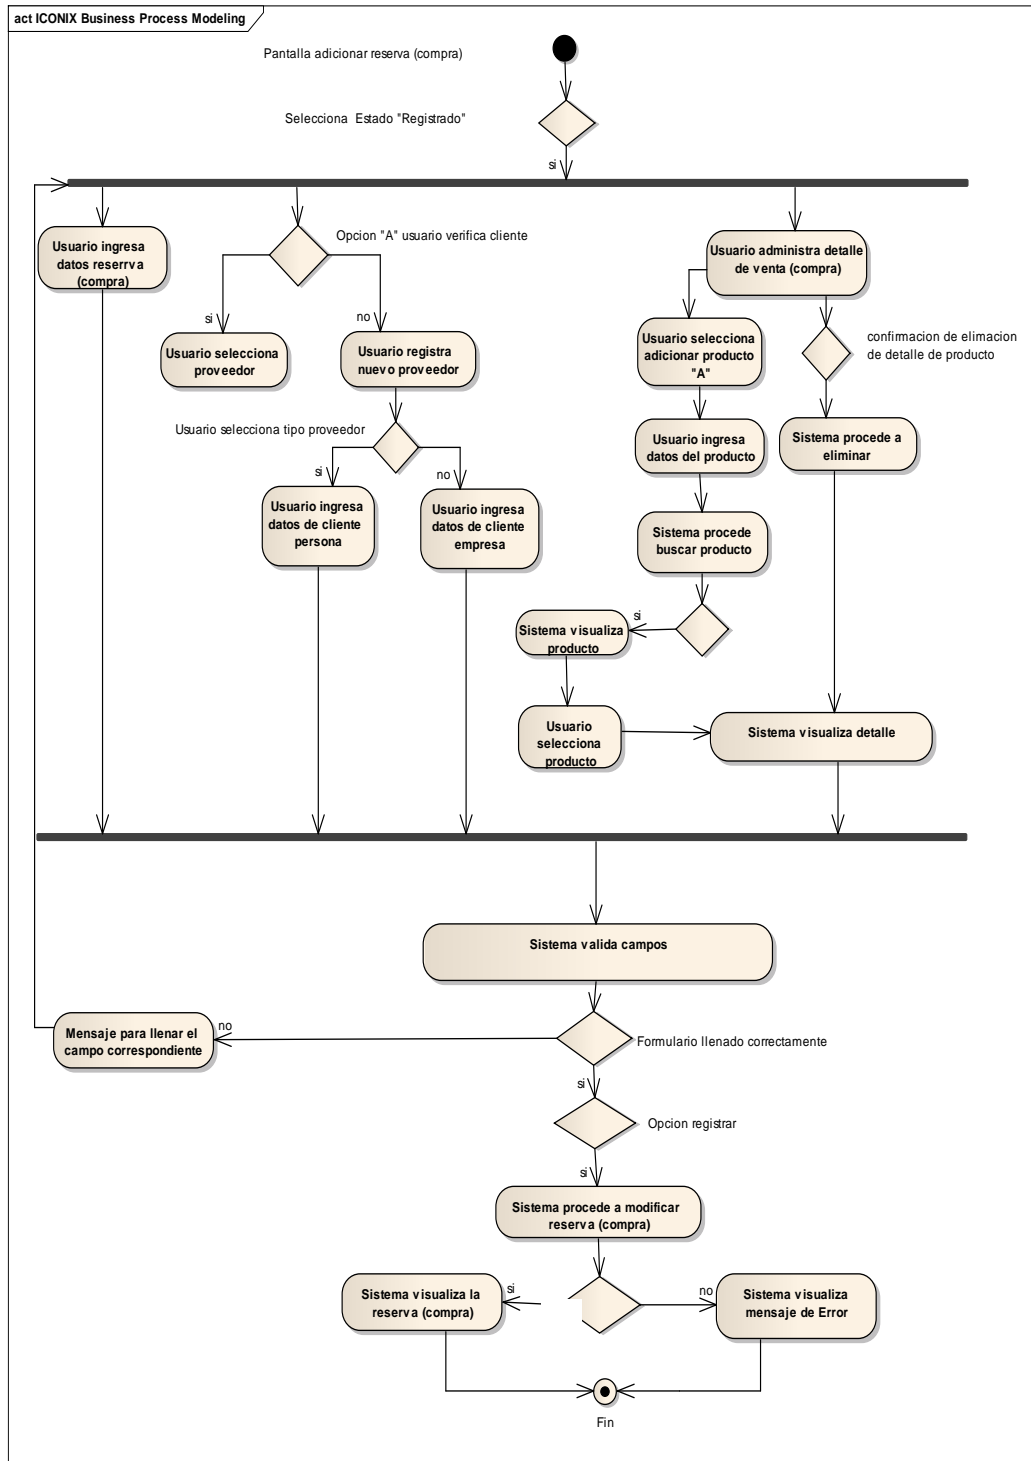 act ICONIX Business Process Modeling
Pantalla adicionar reserva (compra)
Selecciona Estado "Registrado"
si
Usuario ingresa
datos reserrva
(compra)
Opcion "A" usuario verifica cliente
Usuario administra detalle
de venta (compra)
si
no
Usuario selecciona
proveedor
Usuario registra
nuevo proveedor
Usuario selecciona
adicionar producto
"A"
confirmacion de elimacion
de detalle de producto
Usuario selecciona tipo proveedor
si
no
Usuario ingresa
datos del producto
Sistema procede a
eliminar
Usuario ingresa
datos de cliente
persona
Usuario ingresa
datos de cliente
empresa
Sistema procede
buscar producto
si
Sistema visualiza
producto
Usuario
selecciona
producto
Sistema visualiza detalle
Sistema valida campos
Mensaje para llenar el
campo correspondiente
no
Formulario llenado correctamente
si
Opcion registrar
si
Sistema procede a modificar
reserva (compra)
Sistema visualiza la
reserva (compra)
si
no
Sistema visualiza
mensaje de Error
Fin